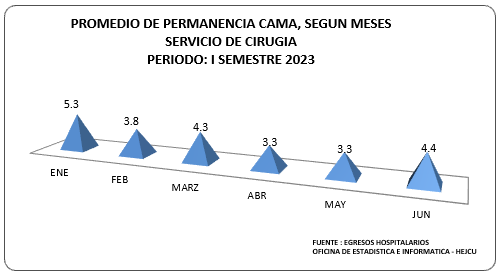 PROMEDIO DE PERMANENCIA CAMA, SEGUN MESES
SERVICIO DE CIRUGIA
PERIODO: I SEMESTRE 2023
5.3
3.8
4.3
3.3
3.3
4.4
ENE
FEB
MARZ
ABR
MAY
JUN
FUENTE : EGRESOS HOSPITALARIOS
OFICINA DE ESTADISTICA E INFORMATICA - HEJCU